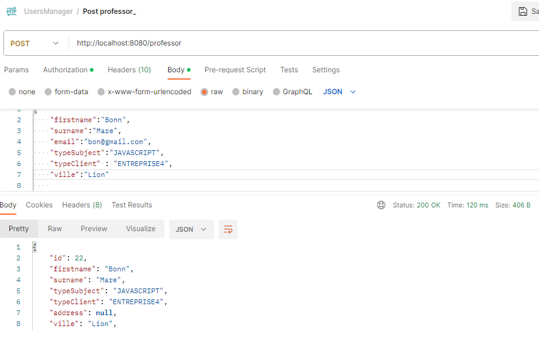 UsersManager / Post professor_ Sa
POST http://localhost:8080/professor
Params Authorization Headers (10) Body Pre-request Script Tests Settings
none form-data x-www-form-urlencoded raw binary GraphQL JSON
2 "firstname":"Bonn",
3 "surname":"Mare",
4 "email":"bon@gmail.com",
5 "typeSubject":"JAVASCRIPT",
6 "typeClient" : "ENTREPRISE4",
7 "ville":"Lion"
8
Body Cookies Headers (8) Test Results Status: 200 OK Time: 120 ms Size: 406 B
Pretty Raw Preview Visualize JSON
1 {
2 "id": 22,
3 "firstname": "Bonn",
4 "surname": "Mare",
5 "typeSubject": "JAVASCRIPT",
6 "typeClient": "ENTREPRISE4",
7 "address": null,
8 "ville": "Lion",